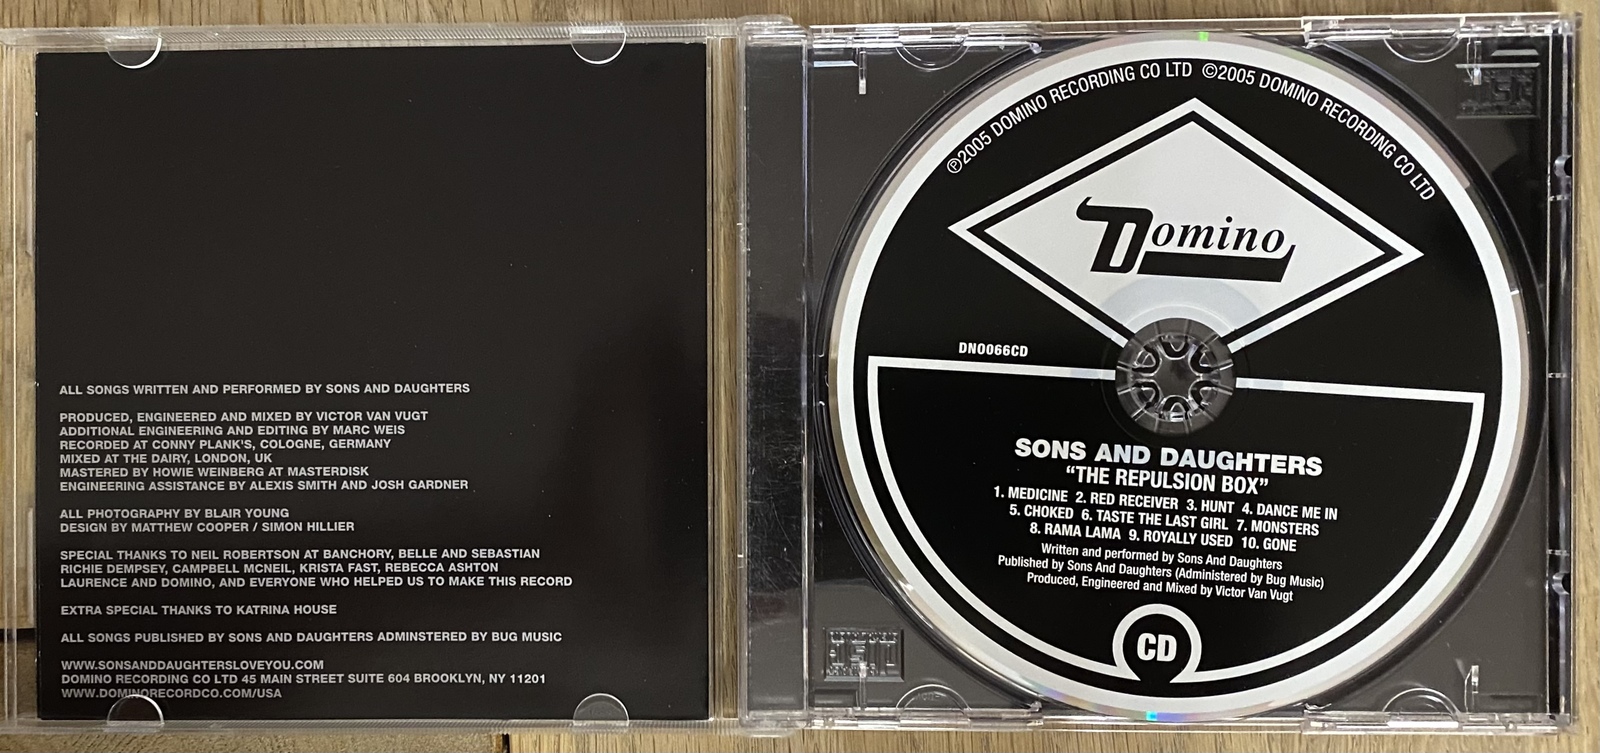 ALL SONGS WRITTEN AND PERFORMED BY SONS AND DAUGHTERS
PRODUCED, ENGINEERED AND MIXED BY VICTOR VAN VUGT
ADDITIONAL ENGINEERING AND EDITING BY MARC WEIS
RECORDED AT CONNY PLANK'S, COLOGNE, GERMANY
MIXED AT THE DAIRY, LONDON, UK
MASTERED BY HOWIE WEINBERG AT MASTERDISK
ENGINEERING ASSISTANCE BY ALEXIS SMITH AND JOSH GARDNER
ALL PHOTOGRAPHY BY BLAIR YOUNG
DESIGN BY MATTHEW COOPER / SIMON HILLIER
SPECIAL THANKS TO NEIL ROBERTSON AT BANCHORY, BELLE AND SEBASTIAN
RICHIE DEMPSEY, CAMPBELL MCNEIL, KRISTA FAST, REBECCA ASHTON
LAURENCE AND DOMINO, AND EVERYONE WHO HELPED US TO MAKE THIS RECORD
EXTRA SPECIAL THANKS TO KATRINA HOUSE
ALL SONGS PUBLISHED BY SONS AND DAUGHTERS ADMINSTERED BY BUG MUSIC
WWW.SONSANDDAUGHTERSLOVEYOU.COM
DOMINO RECORDING CO LTD 45 MAIN STREET SUITE 604 BROOKLYN, NY 11201
WWW.DOMINORECORDCO.COM/USA
℗2005 DOMINO RECORDING CO LTD ©2005 DOMINO RECORDING CO LTD
Domino
DNO066CD
SONS AND DAUGHTERS
“THE REPULSION BOX”
1. MEDICINE 2. RED RECEIVER 3. HUNT 4. DANCE ME IN
5. CHOKED 6. TASTE THE LAST GIRL 7. MONSTERS
8. RAMA LAMA 9. ROYALLY USED 10. GONE
Written and performed by Sons And Daughters
Published by Sons And Daughters (Administered by Bug Music)
Produced, Engineered and Mixed by Victor Van Vugt
CD